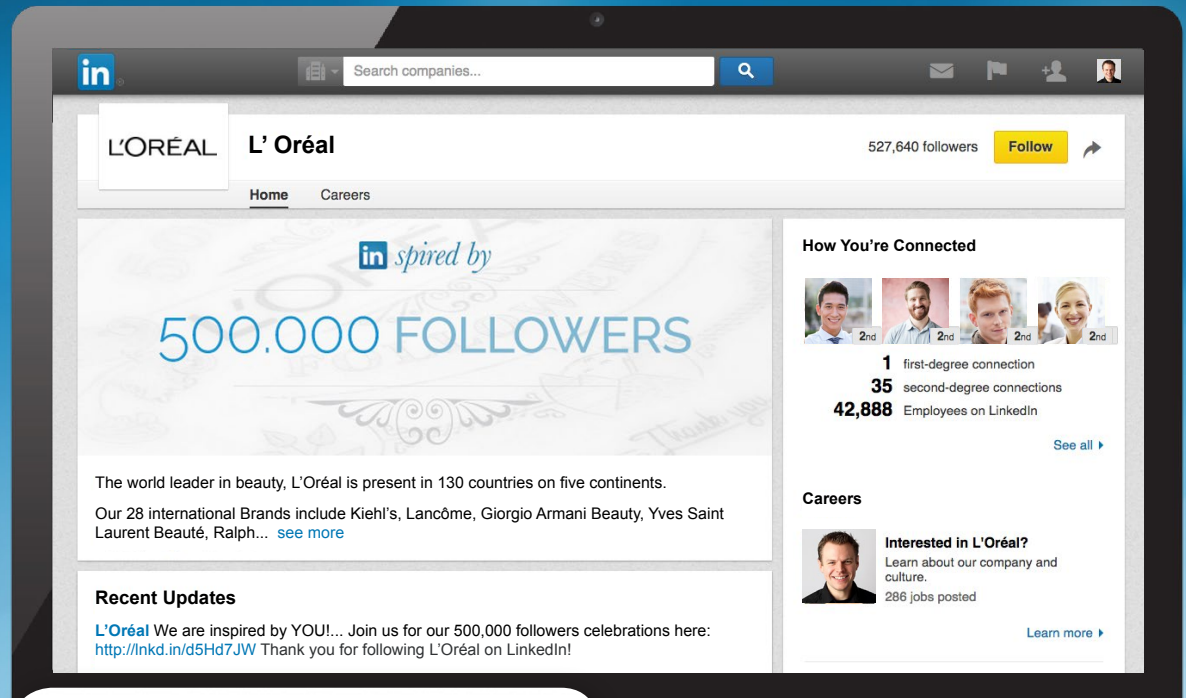 in
Search companies...
L'ORÉAL
L' Oréal
527,640 followers
Follow
Home
Careers
in spired by
500.000 FOLLOWERS
Thank you
The world leader in beauty, L'Oréal is present in 130 countries on five continents.
Our 28 international Brands include Kiehl's, Lancôme, Giorgio Armani Beauty, Yves Saint
Laurent Beauté, Ralph... see more
Recent Updates
L'Oréal We are inspired by YOU!... Join us for our 500,000 followers celebrations here:
http://lnkd.in/d5Hd7JW Thank you for following L'Oréal on LinkedIn!
How You're Connected
2nd
2nd
2nd
2nd
1 first-degree connection
35 second-degree connections
42,888 Employees on LinkedIn
See all
Careers
Interested in L'Oréal?
Learn about our company and
culture.
286 jobs posted
Learn more